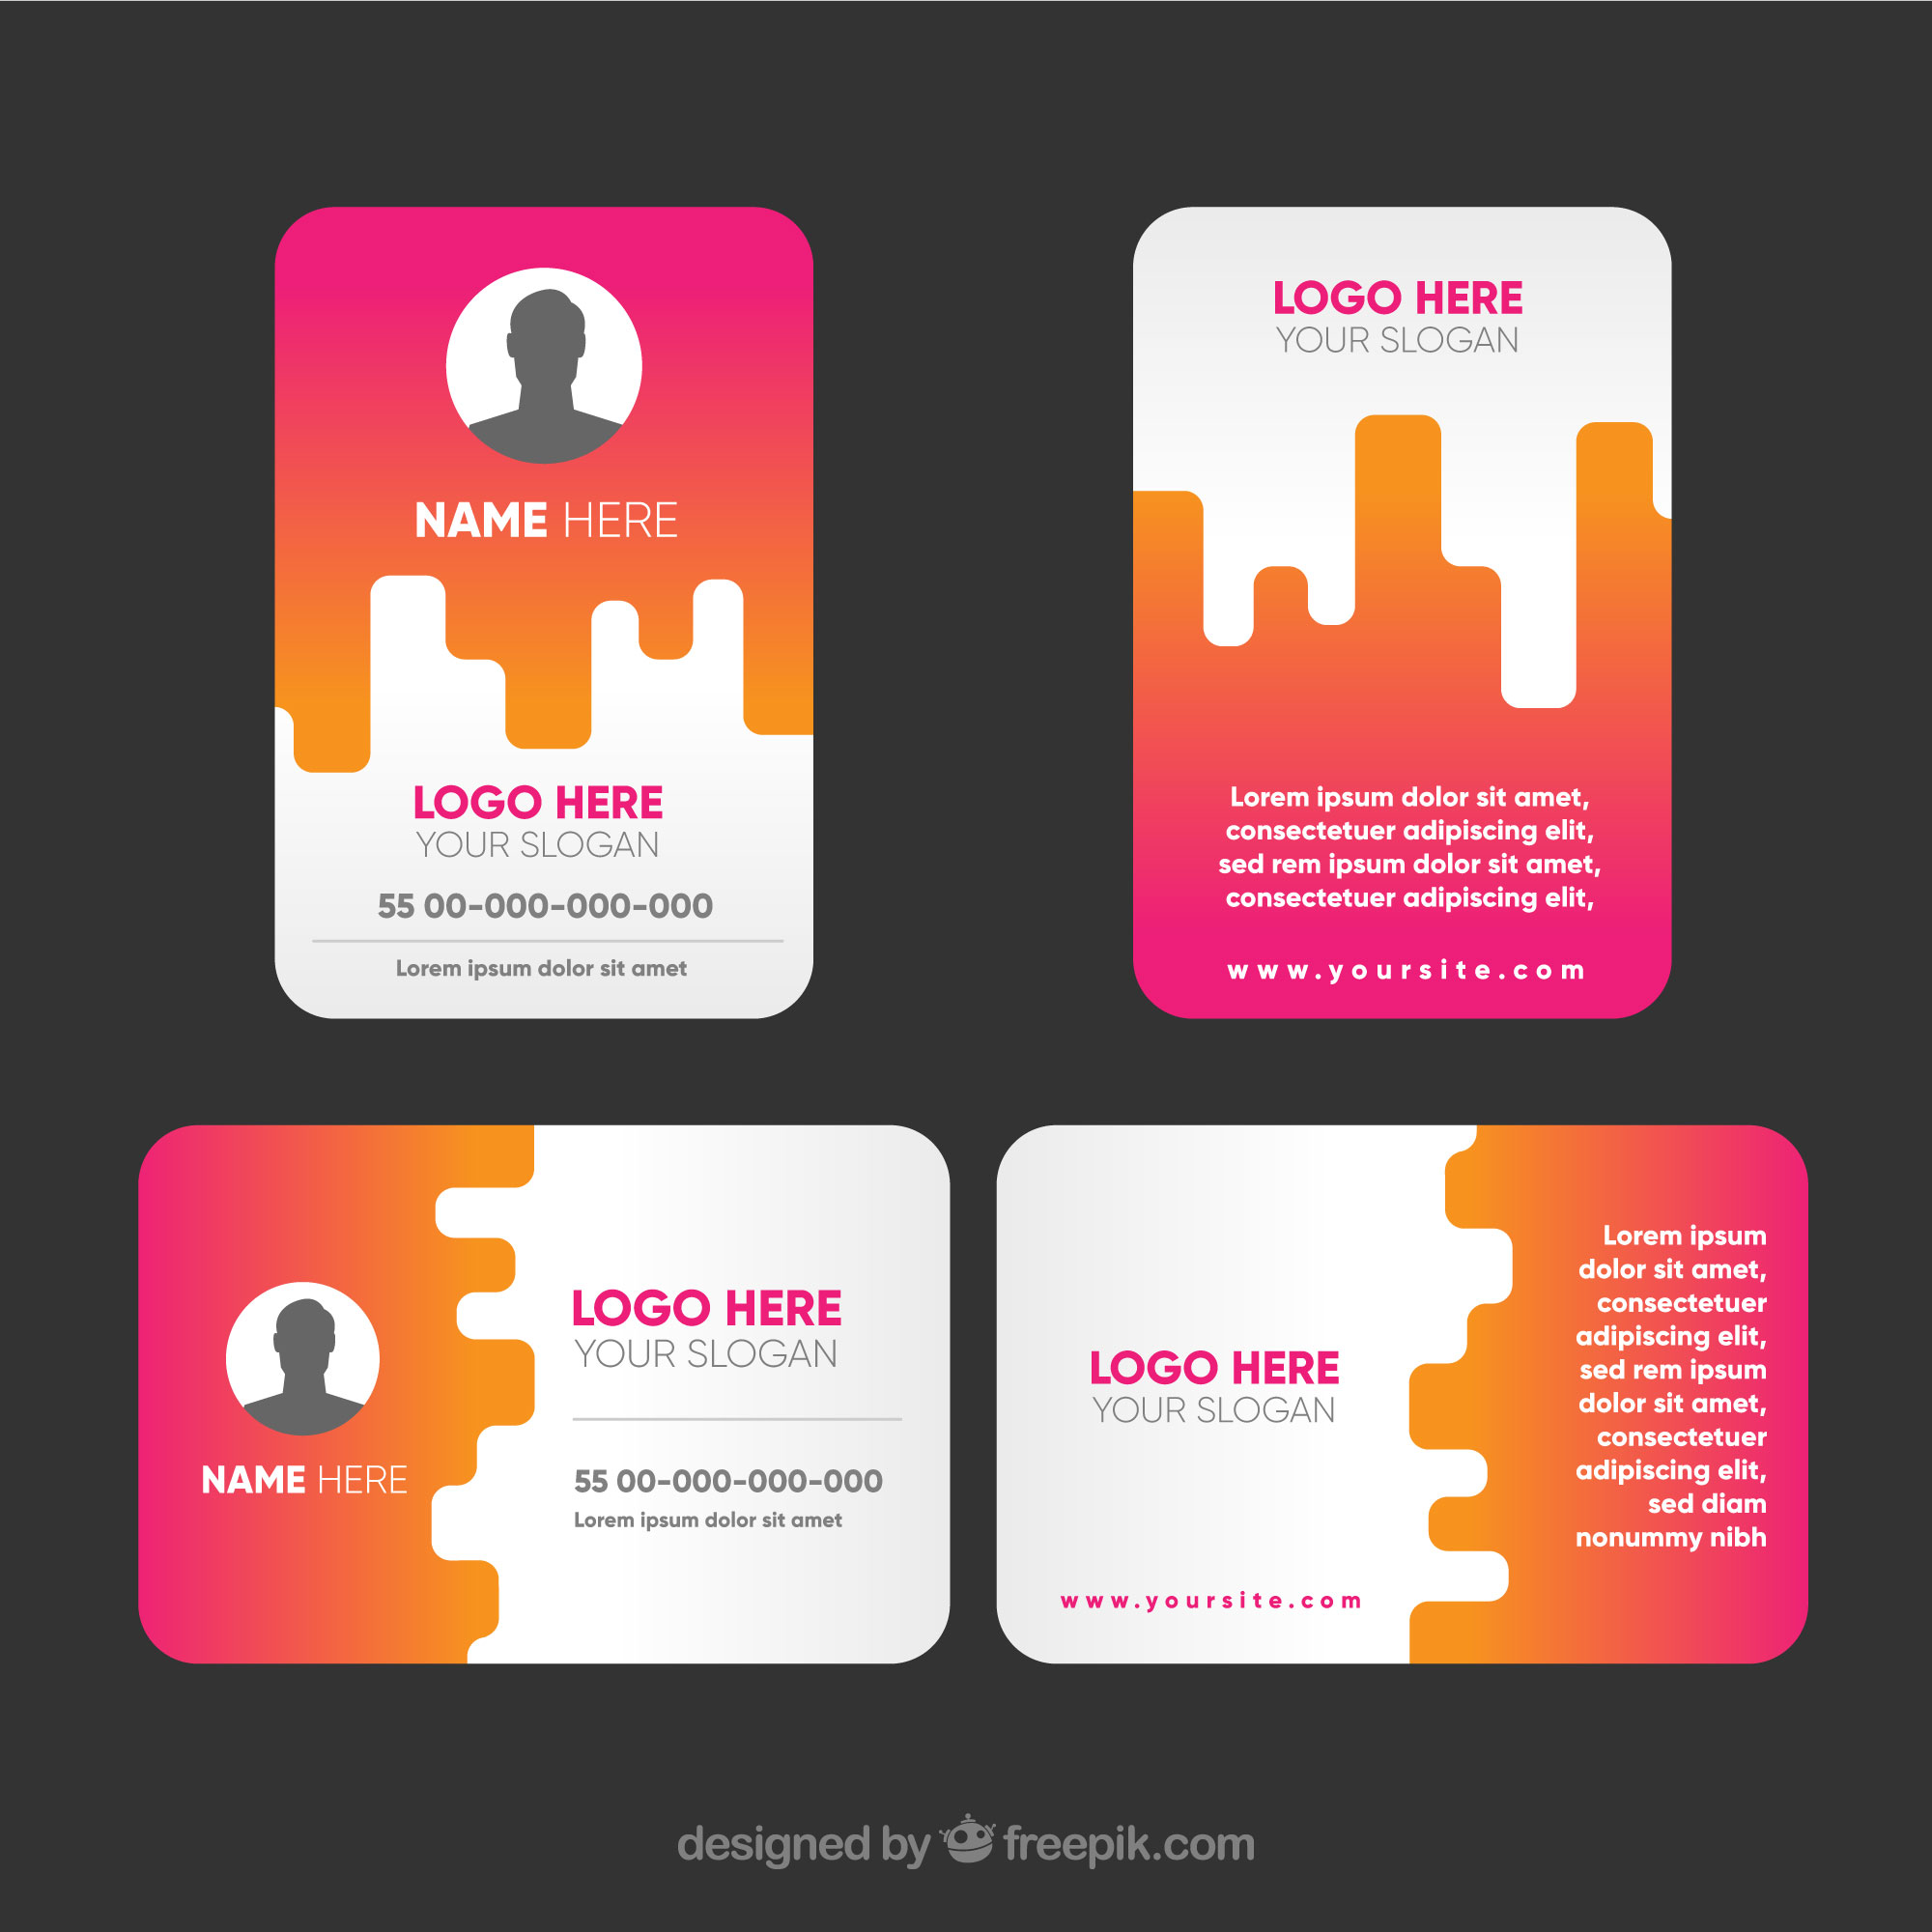 NAME HERE
LOGO HERE
YOUR SLOGAN
55 00-000-000-000
Lorem ipsum dolor sit amet
LOGO HERE
YOUR SLOGAN
Lorem ipsum dolor sit amet,
consectetuer adipiscing elit,
sed rem ipsum dolor sit amet,
consectetuer adipiscing elit,
www.yoursite.com
NAME HERE
LOGO HERE
YOUR SLOGAN
55 00-000-000-000
Lorem ipsum dolor sit amet
LOGO HERE
YOUR SLOGAN
www.yoursite.com
Lorem ipsum
dolor sit amet,
consectetuer
adipiscing elit,
sed rem ipsum
dolor sit amet,
consectetuer
adipiscing elit,
sed diam
nonummy nibh
designed by freepik.com